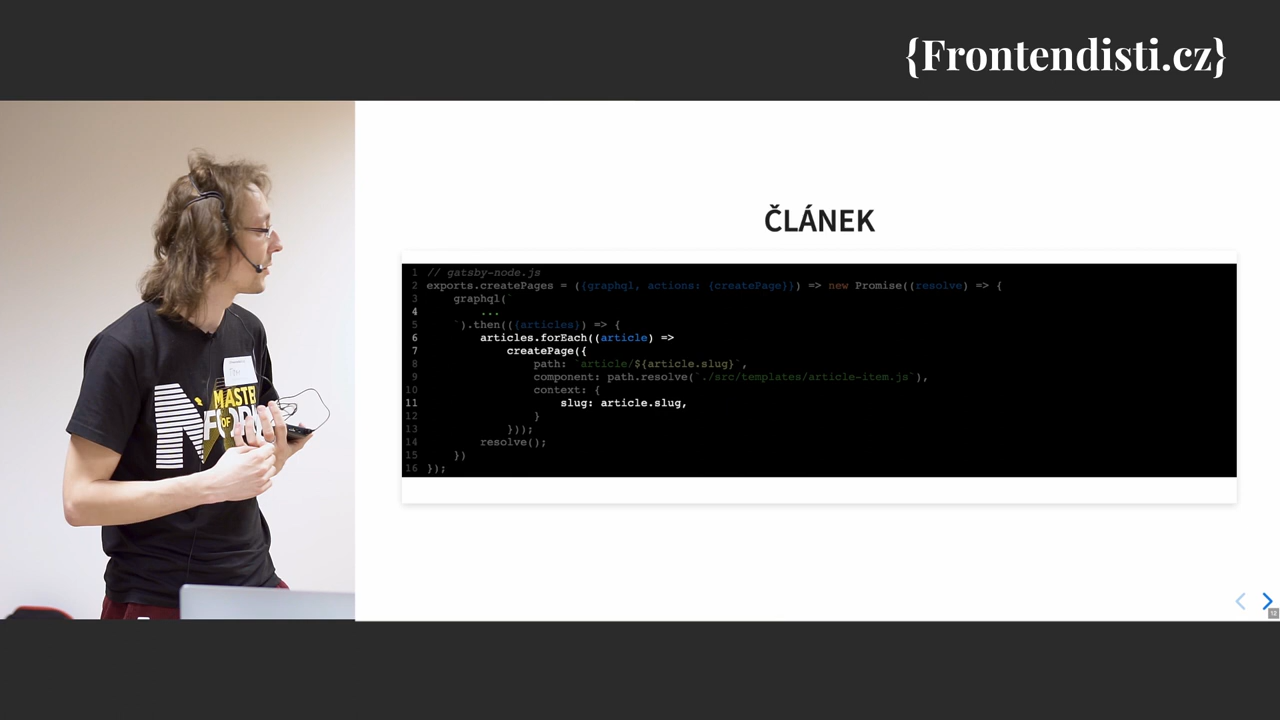 {Frontendisti.cz}
ČLÁNEK
1 // gatsby-node.js
2 exports.createPages = ((graphql, actions: {createPage}}) => new Promise((resolve) => {
3 graphql(`
4 ...
5 `).then(({articles}) => {
6 articles.forEach((article) =>
7 createPage({
8 path: `article/${article.slug}`,
9 component: path.resolve(`./src/templates/article-item.js`),
10 context: {
11 slug: article.slug,
12 }
13 }));
14 resolve();
15 })
16 });
MASTE
OF